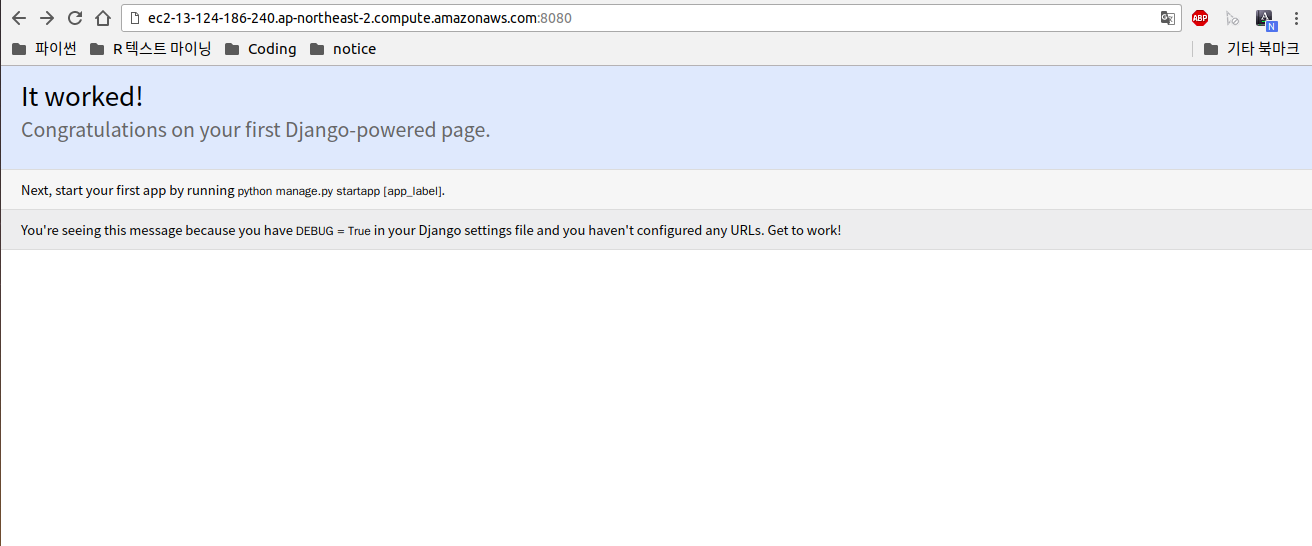 ec2-13-124-186-240.ap-northeast-2.compute.amazonaws.com:8080
ABP
A
N
파이썬 R 텍스트 마이닝 Coding notice 기타 북마크
It worked!
Congratulations on your first Django-powered page.
Next, start your first app by running python manage.py startapp [app_label].
You're seeing this message because you have DEBUG = True in your Django settings file and you haven't configured any URLs. Get to work!